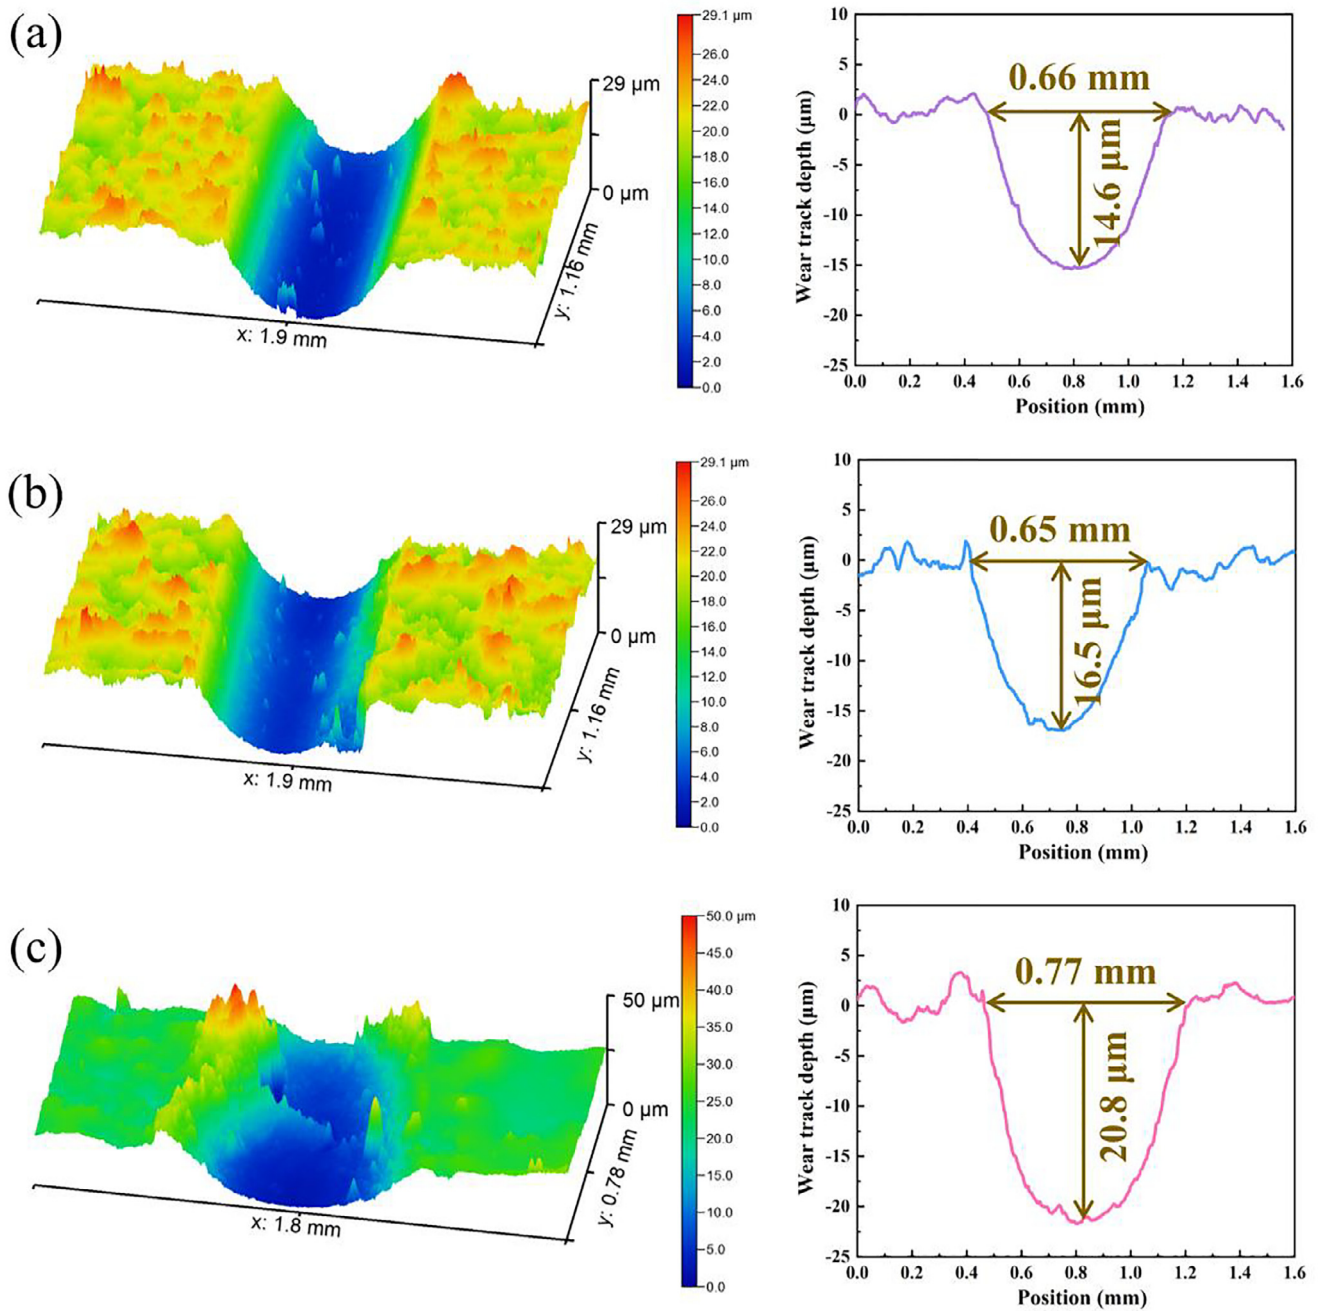 (a)
29 µm
0 µm
y: 1.16 mm
x: 1.9 mm
29.1 µm
26.0
24.0
22.0
20.0
18.0
16.0
14.0
12.0
10.0
8.0
6.0
4.0
2.0
0.0
10
5
0
-5
-10
-15
-20
-25
Wear track depth (µm)
0.66 mm
14.6 µm
0.0 0.2 0.4 0.6 0.8 1.0 1.2 1.4 1.6
Position (mm)
(b)
29 µm
0 µm
y: 1.16 mm
x: 1.9 mm
29.1 µm
26.0
24.0
22.0
20.0
18.0
16.0
14.0
12.0
10.0
8.0
6.0
4.0
2.0
0.0
10
5
0
-5
-10
-15
-20
-25
Wear track depth (µm)
0.65 mm
16.5 µm
0.0 0.2 0.4 0.6 0.8 1.0 1.2 1.4 1.6
Position (mm)
(c)
50 µm
0 µm
y: 0.78 mm
x: 1.8 mm
50.0 µm
45.0
40.0
35.0
30.0
25.0
20.0
15.0
10.0
5.0
0.0
10
5
0
-5
-10
-15
-20
-25
Wear track depth (µm)
0.77 mm
20.8 µm
0.0 0.2 0.4 0.6 0.8 1.0 1.2 1.4 1.6
Position (mm)